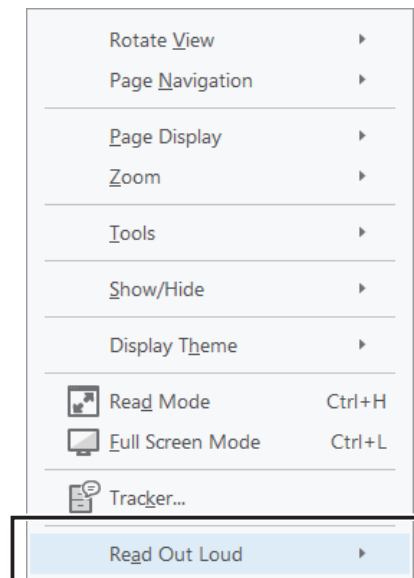 Rotate View
Page Navigation
Page Display
Zoom
Tools
Show/Hide
Display Theme
Read Mode Ctrl+H
Full Screen Mode Ctrl+L
Tracker...
Read Out Loud